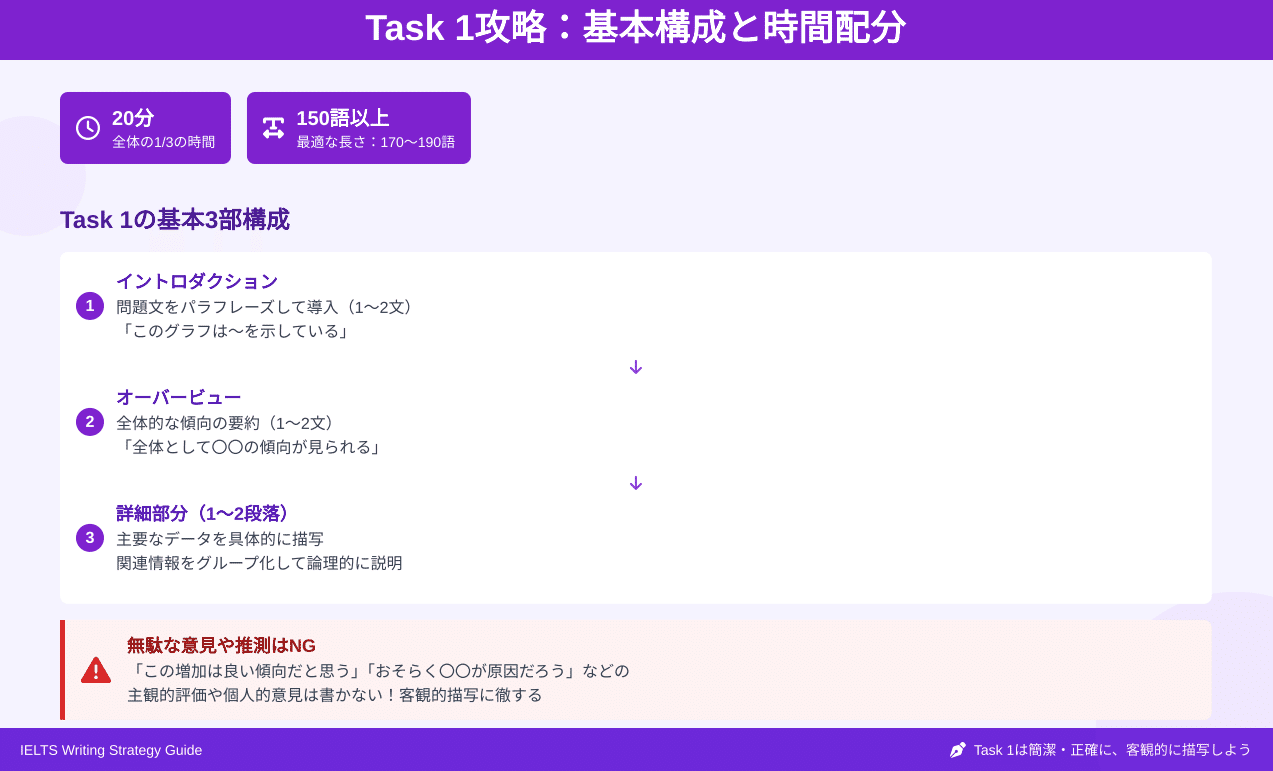 Task 1攻略：基本構成と時間配分
20分
全体の1/3の時間
150語以上
最適な長さ：170〜190語
Task 1の基本3部構成
1
イントロダクション
問題文をパラフレーズして導入（1〜2文）
「このグラフは〜を示している」
2
オーバービュー
全体的な傾向の要約（1〜2文）
「全体として〇〇の傾向が見られる」
3
詳細部分（1〜2段落）
主要なデータを具体的に描写
関連情報をグループ化して論理的に説明
無駄な意見や推測はNG
「この増加は良い傾向だと思う」「おそらく〇〇が原因だろう」などの
主観的評価や個人的意見は書かない！客観的描写に徹する
IELTS Writing Strategy Guide
Task 1は簡潔・正確に、客観的に描写しよう